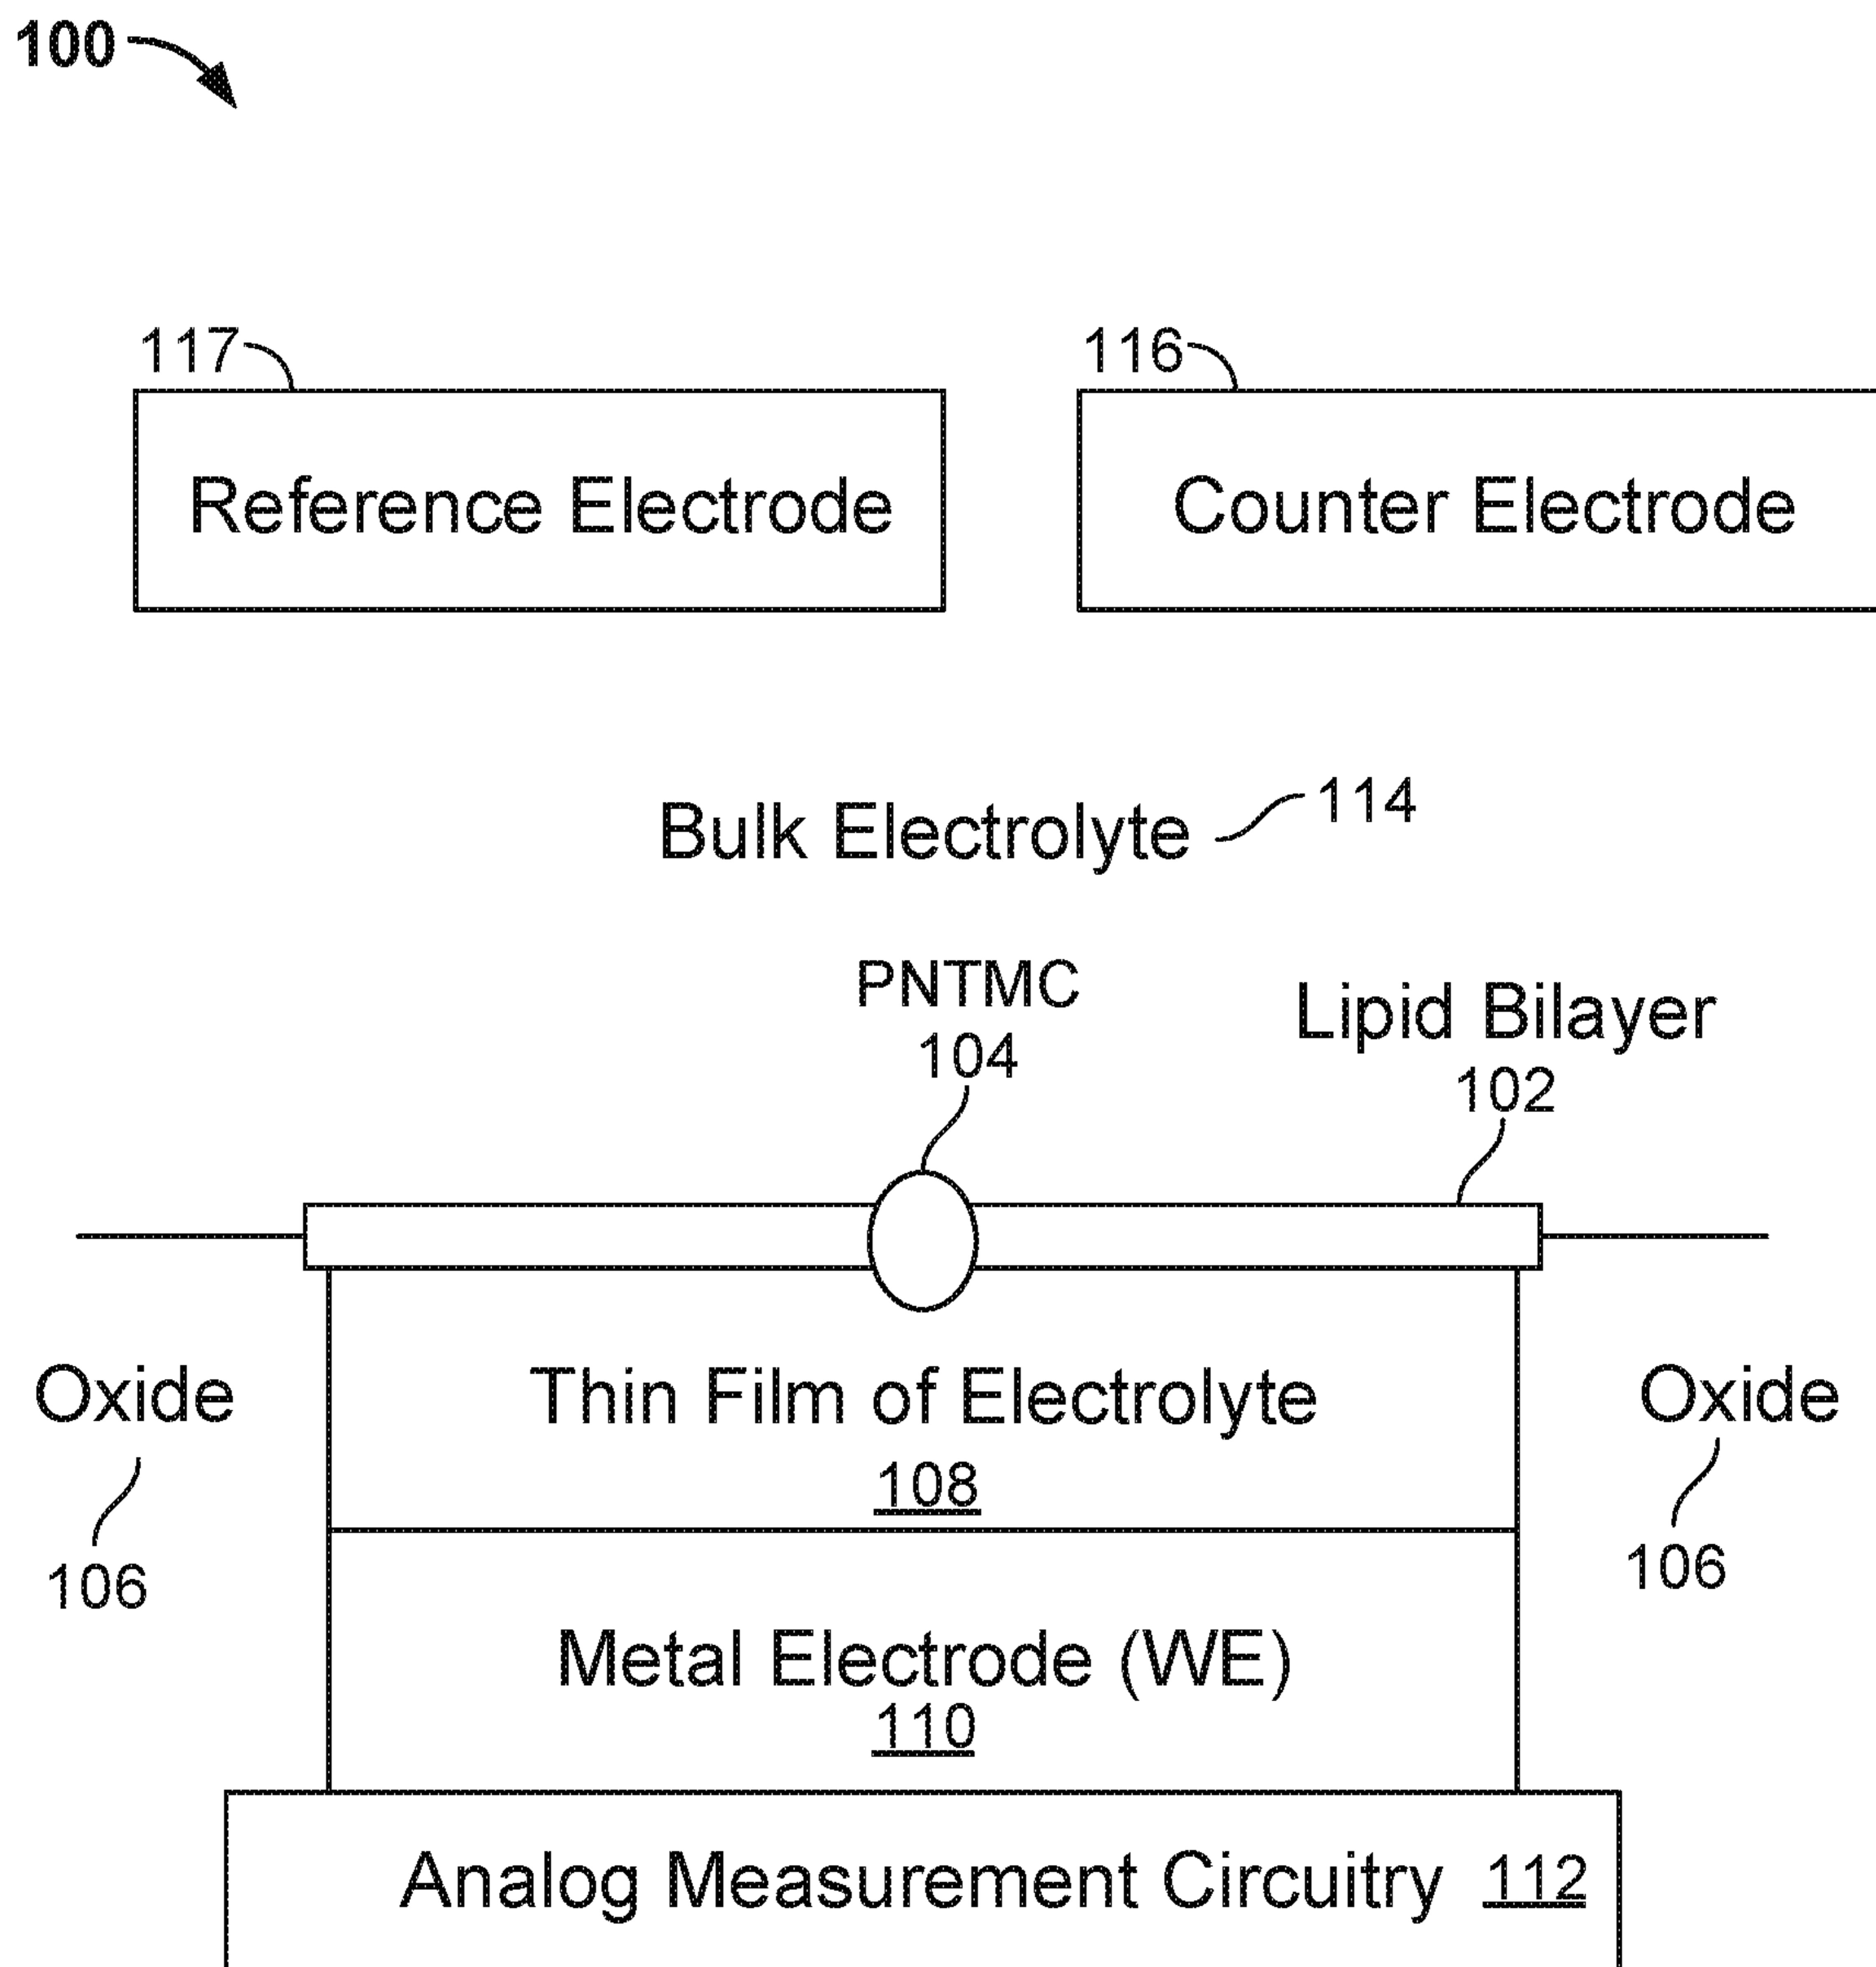 100
117
116
Reference Electrode
Counter Electrode
Bulk Electrolyte
114
PNTMC
104
Lipid Bilayer
102
Oxide
106
Thin Film of Electrolyte
108
Oxide
106
Metal Electrode (WE)
110
Analog Measurement Circuitry 112